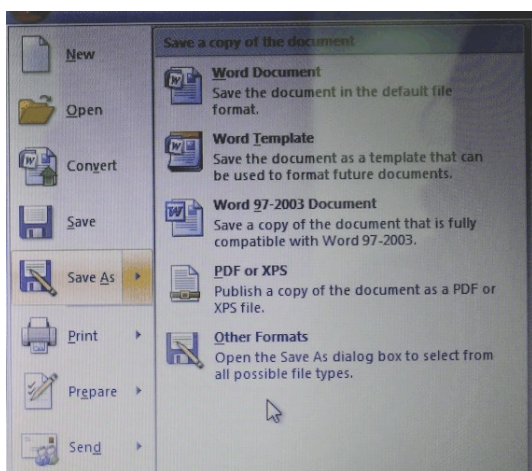 New
Open
Convert
Save
Save As
Print
Prepare
Send
Save a copy of the document
Word Document
Save the document in the default file
format.
Word Template
Save the document as a template that can
be used to format future documents.
Word 97-2003 Document
Save a copy of the document that is fully
compatible with Word 97-2003.
PDF or XPS
Publish a copy of the document as a PDF or
XPS file.
Other Formats
Open the Save As dialog box to select from
all possible file types.